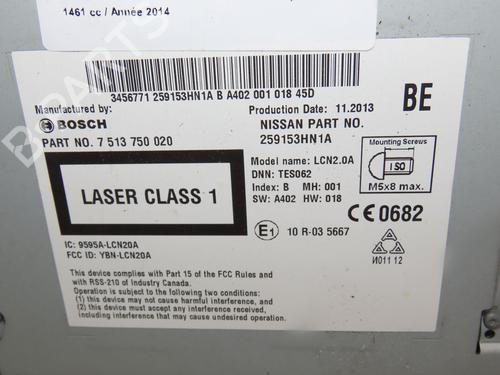 1461 cc / Année 2014
3456771 259153HN1A B A402 001 018 45D
Manufactured by:
BOSCH
PART NO. 7 513 750 020
Production Date: 11.2013
NISSAN PART NO.
259153HN1A
BE
LASER CLASS 1
Model name: LCN2.0A
DNN: TES062
Index: B MH: 001
SW: A402 HW: 018
Mounting Screws
ISO
M5x8 max.
CE0682
E1 10 R-03 5667
И011 12
IC: 9595A-LCN20A
FCC ID: YBN-LCN20A
This device complies with Part 15 of the FCC Rules and
with RSS-210 of Industry Canada.
Operation is subject to the following two conditions:
(1) this device may not cause harmful interference, and
(2) this device must accept any interference received,
including interference that may cause undesired operation.
B-PARTS